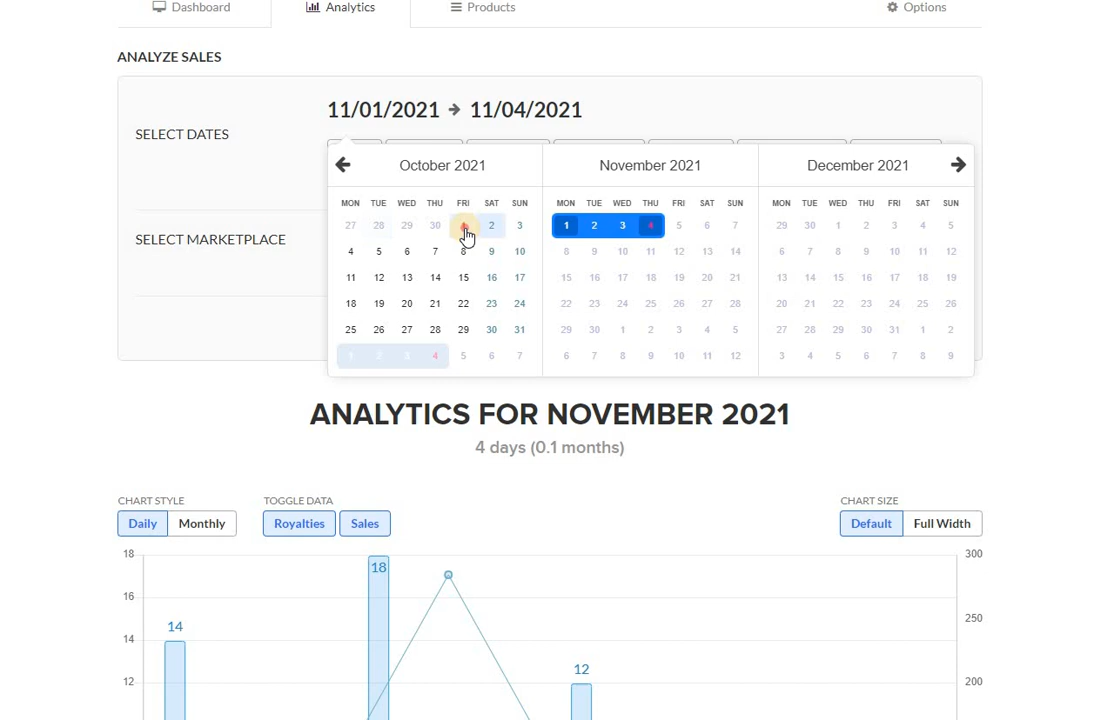 Dashboard Analytics Products Options
ANALYZE SALES
11/01/2021 → 11/04/2021
SELECT DATES
October 2021 November 2021 December 2021
MON TUE WED THU FRI SAT SUN MON TUE WED THU FRI SAT SUN MON TUE WED THU FRI SAT SUN
27 28 29 30 1 2 3 1 2 3 4 5 6 7 29 30 1 2 3 4 5
SELECT MARKETPLACE
4 5 6 7 8 9 10 8 9 10 11 12 13 14 6 7 8 9 10 11 12
11 12 13 14 15 16 17 15 16 17 18 19 20 21 13 14 15 16 17 18 19
18 19 20 21 22 23 24 22 23 24 25 26 27 28 20 21 22 23 24 25 26
25 26 27 28 29 30 31 29 30 1 2 3 4 5 27 28 29 30 31 1 2
1 2 3 4 5 6 7 6 7 8 9 10 11 12 3 4 5 6 7 8 9
ANALYTICS FOR NOVEMBER 2021
4 days (0.1 months)
CHART STYLE TOGGLE DATA CHART SIZE
Daily Monthly Royalties Sales Default Full Width
18 300
18
16
250
14
14
12
12 200